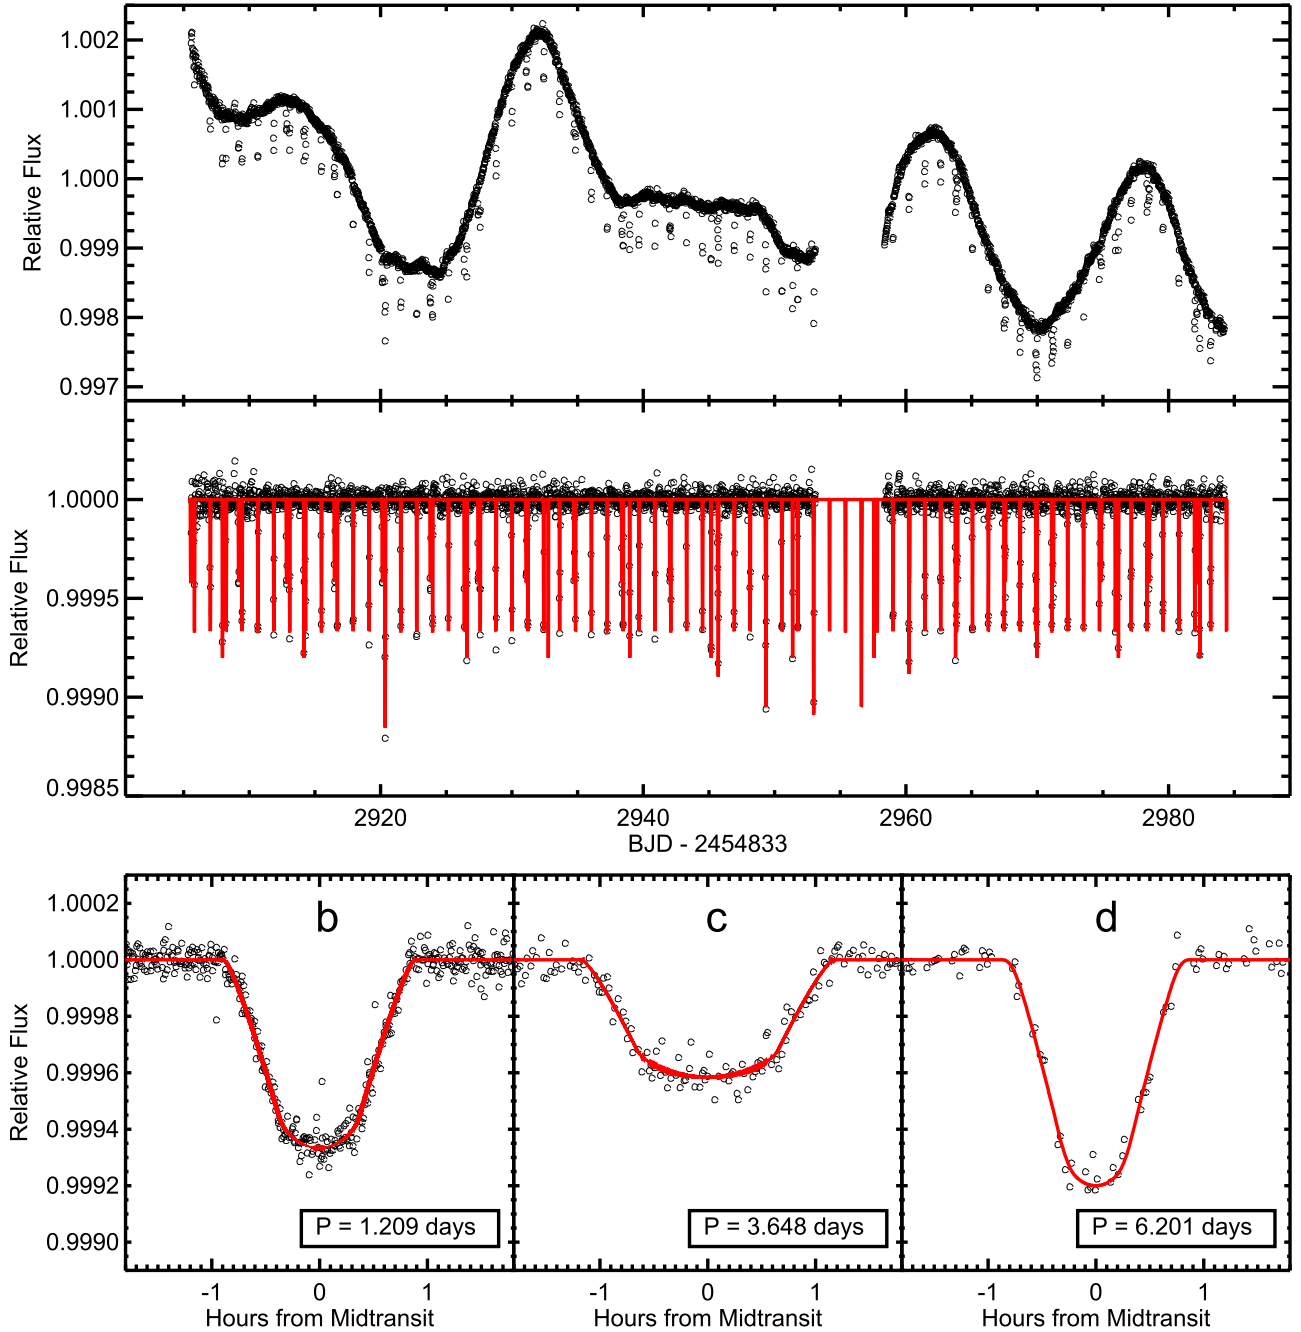 1.002
1.001
1.000
0.999
0.998
0.997
Relative Flux
1.0000
0.9995
0.9990
0.9985
Relative Flux
2920 2940 2960 2980
BJD - 2454833
1.0002
1.0000
0.9998
0.9996
0.9994
0.9992
0.9990
Relative Flux
b c d
P = 1.209 days P = 3.648 days P = 6.201 days
-1 0 1 -1 0 1 -1 0 1
Hours from Midtransit Hours from Midtransit Hours from Midtransit